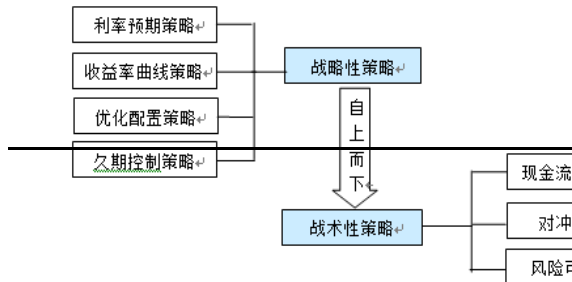 利率预期策略
收益率曲线策略
优化配置策略
久期控制策略
战略性策略
自
上
而
下
战术性策略
现金流
对冲
风险